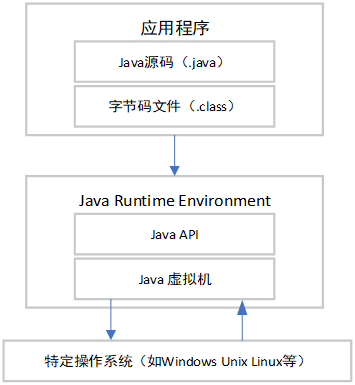 应用程序
Java源码（.java）
字节码文件（.class）
Java Runtime Environment
Java API
Java 虚拟机
特定操作系统（如Windows Unix Linux等）